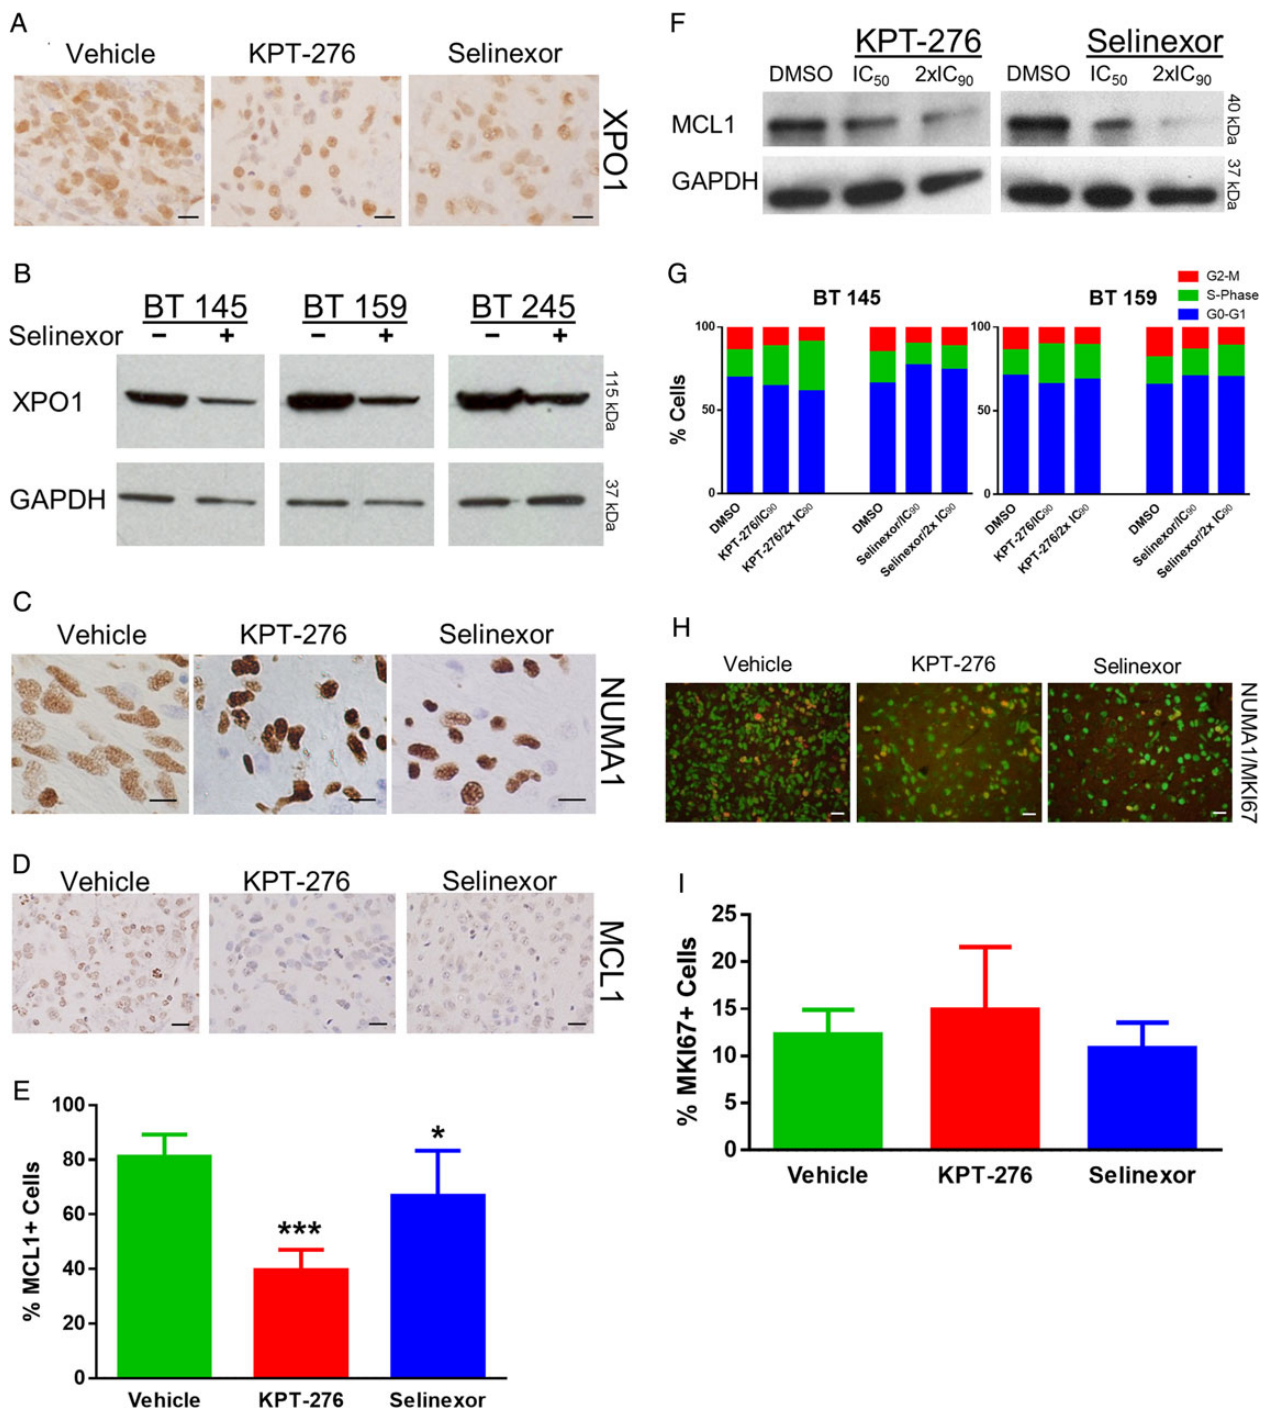 A
Vehicle KPT-276 Selinexor
XPO1
B
BT 145 BT 159 BT 245
Selinexor − + − + − +
XPO1
115 kDa
GAPDH
37 kDa
C
Vehicle KPT-276 Selinexor
NUMA1
D
Vehicle KPT-276 Selinexor
MCL1
E
% MCL1+ Cells
100
80
60
40
20
0
***
*
Vehicle KPT-276 Selinexor
F
KPT-276 Selinexor
DMSO IC50 2xIC90 DMSO IC50 2xIC90
MCL1
40 kDa
GAPDH
37 kDa
G
G2-M
S-Phase
G0-G1
BT 145 BT 159
% Cells
100
50
0
100
50
0
DMSO
KPT-276/IC90
KPT-276/2x IC90
DMSO
Selinexor/IC90
Selinexor/2x IC90
DMSO
KPT-276/IC90
KPT-276/2x IC90
DMSO
Selinexor/IC90
Selinexor/2x IC90
H
Vehicle KPT-276 Selinexor
NUMA1/MKI67
I
% MKI67+ Cells
25
20
15
10
5
0
Vehicle KPT-276 Selinexor